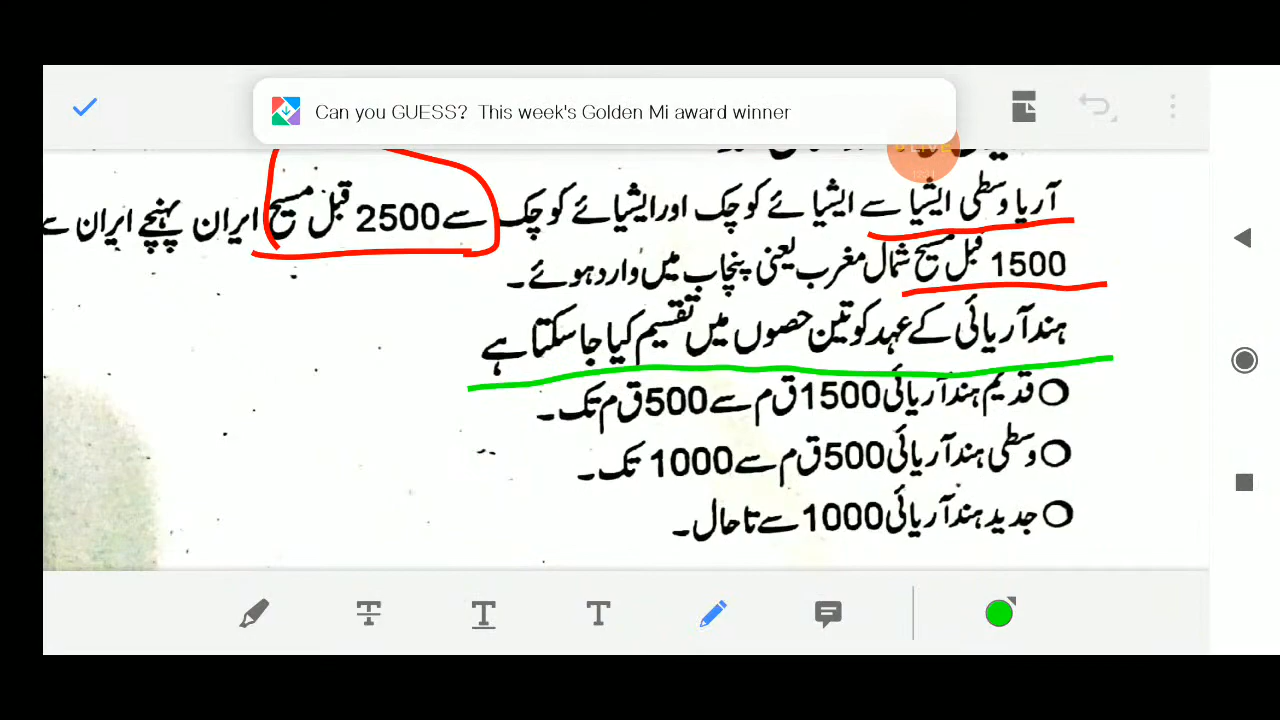 Can you GUESS? This week's Golden Mi award winner
LIVE
آریا وسطی ایشیا سے ایشیائے کوچک اور ایشیائے کوچک سے 2500 قبل مسیح ایران پہنچے ایران سے
1500 قبل مسیح شمال مغرب یعنی پنجاب میں وارد ہوئے۔
ہند آریائی کے عہد کو تین حصوں میں تقسیم کیا جا سکتا ہے
○ قدیم ہند آریائی 1500 ق م سے 500 ق م تک۔
○ وسطی ہند آریائی 500 ق م سے 1000 تک۔
○ جدید ہند آریائی 1000 سے تا حال۔